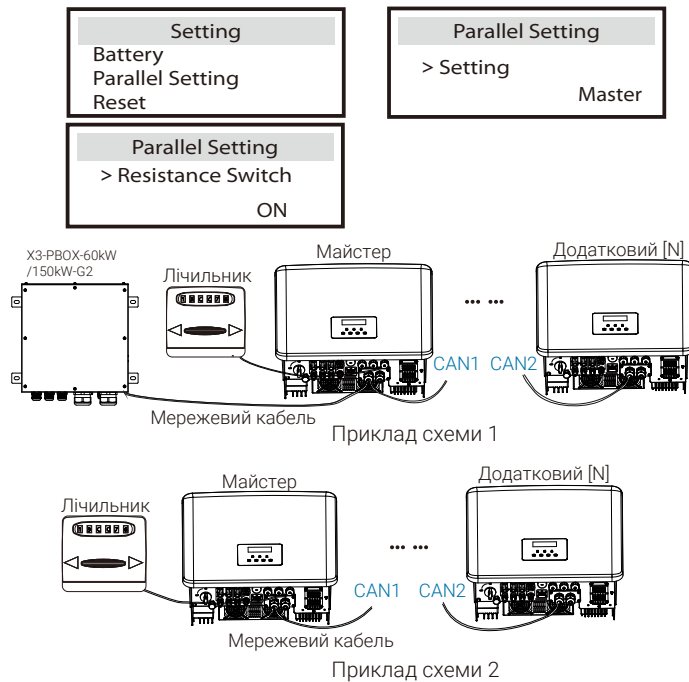 Setting
Battery
Parallel Setting
Reset
Parallel Setting
> Setting
Master
Parallel Setting
> Resistance Switch
ON
X3-PBOX-60kW
/150kW-G2
Лічильник
Майстер
Додатковий [N]
... ...
CAN1 CAN2
Мережевий кабель
Приклад схеми 1
Лічильник
Майстер
Додатковий [N]
... ...
CAN1 CAN2
Мережевий кабель
Приклад схеми 2